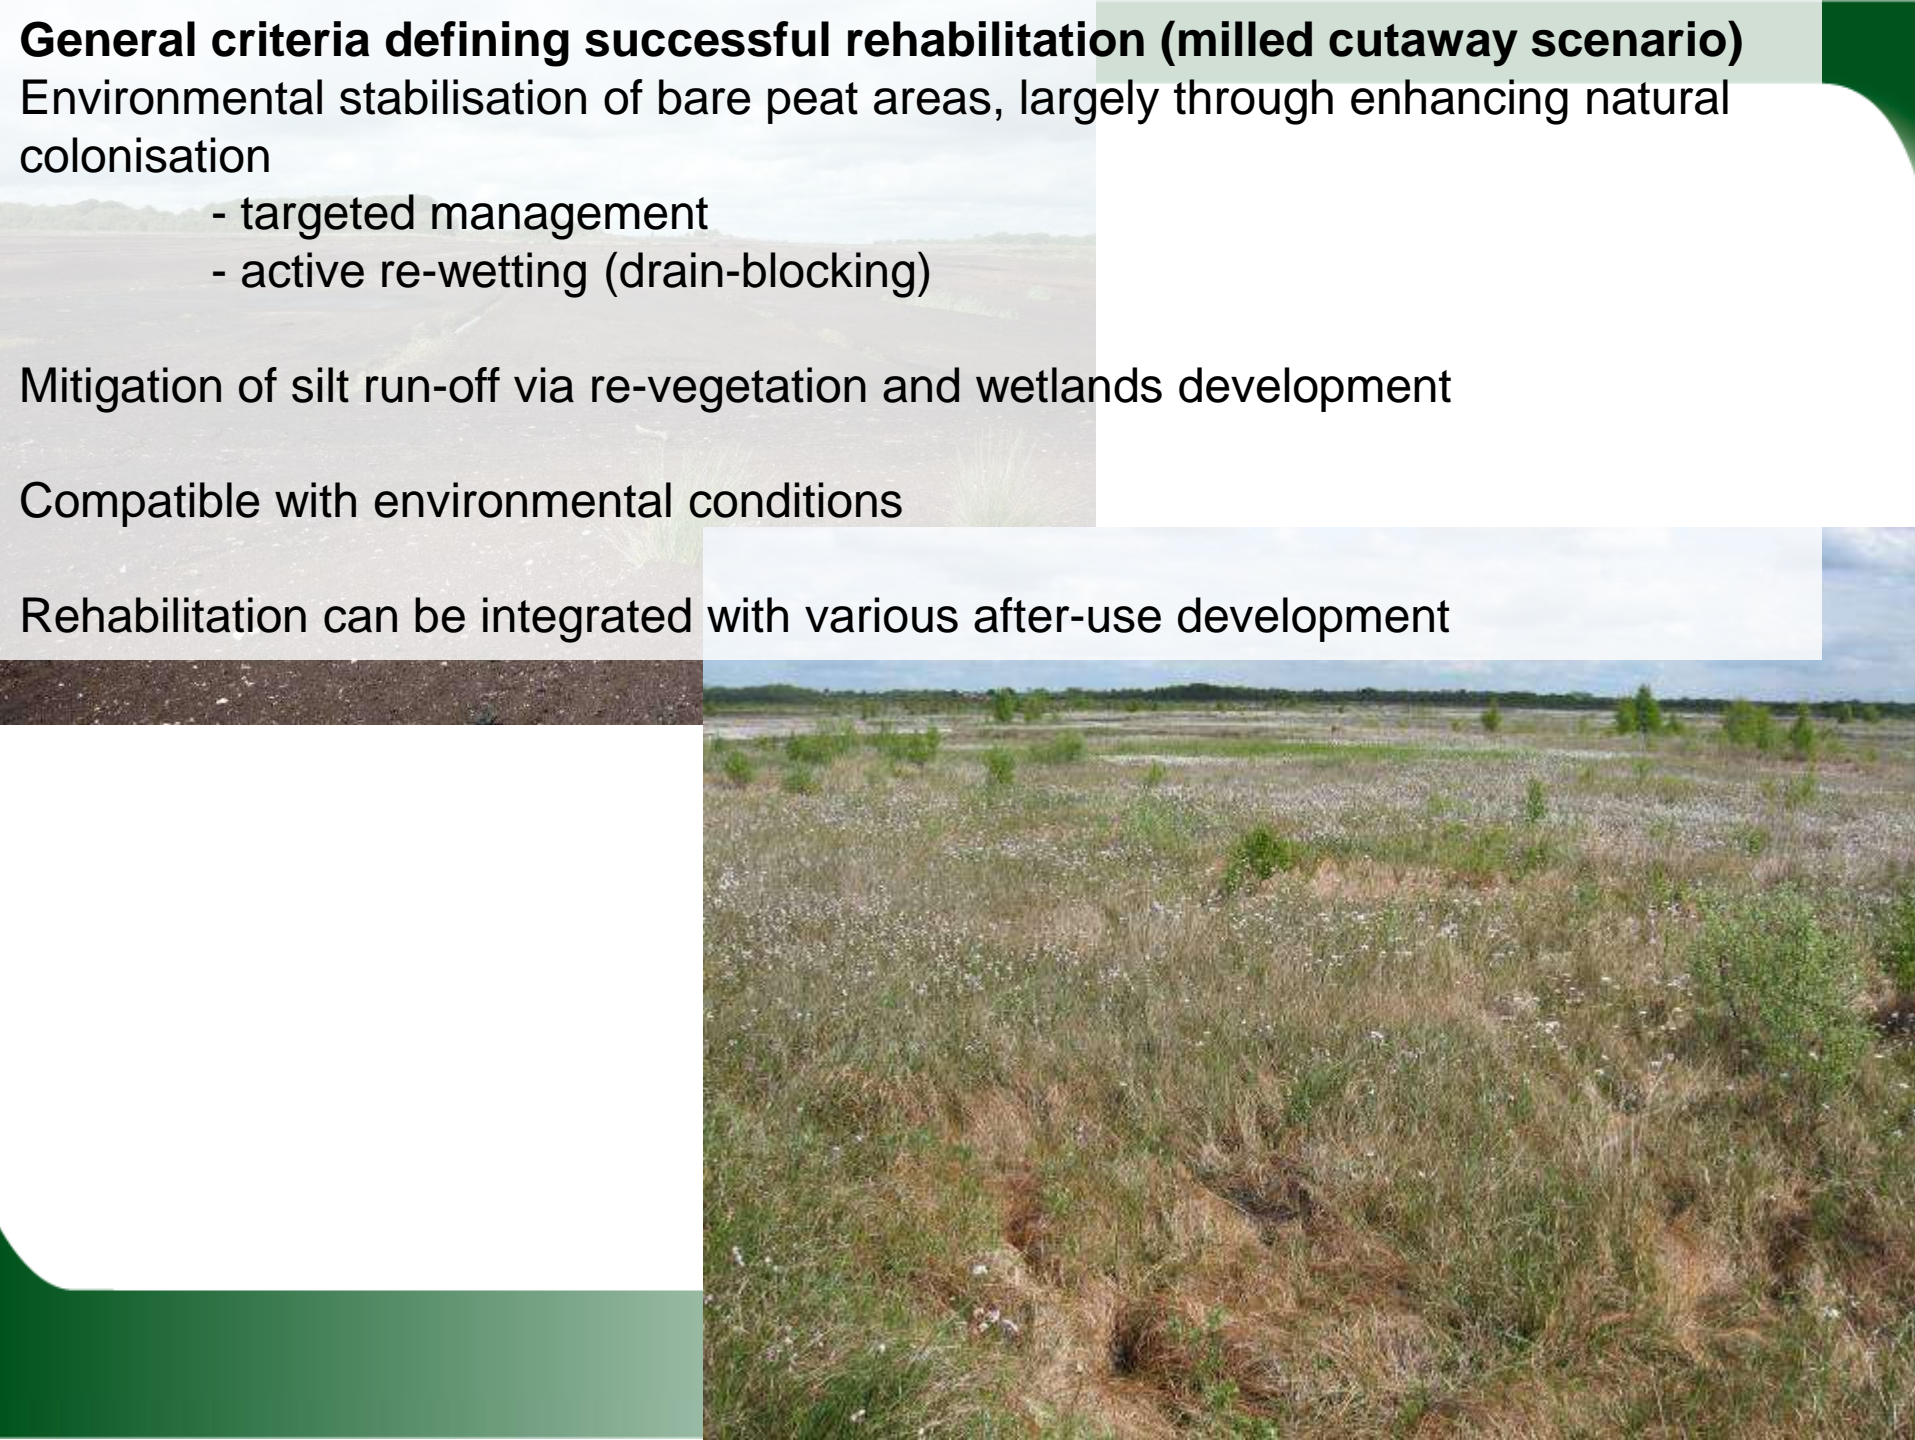 General criteria defining successful rehabilitation (milled cutaway scenario)
Environmental stabilisation of bare peat areas, largely through enhancing natural
colonisation
- targeted management
- active re-wetting (drain-blocking)
Mitigation of silt run-off via re-vegetation and wetlands development
Compatible with environmental conditions
Rehabilitation can be integrated with various after-use development